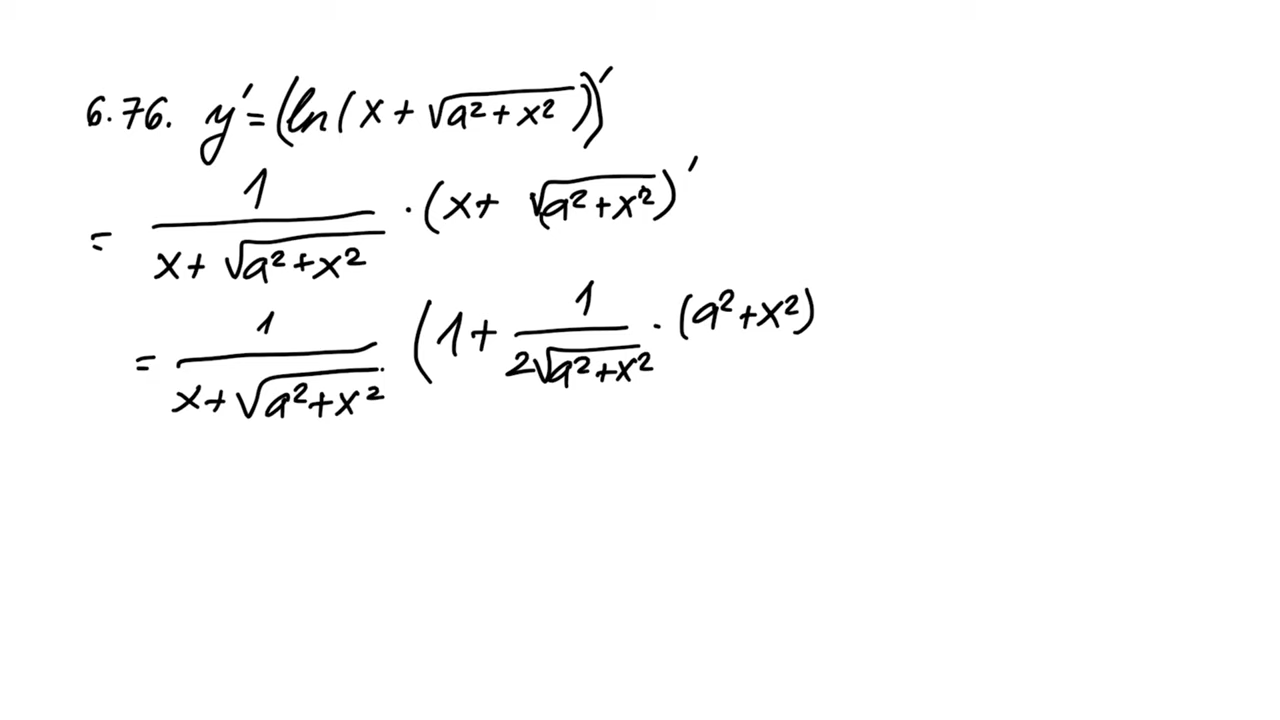 6.76. y' = (ln(x + √(a² + x²)))'
= 1/(x + √(a² + x²)) · (x + √(a² + x²))'
= 1/(x + √(a² + x²)) (1 + 1/(2√(a² + x²)) · (a² + x²)